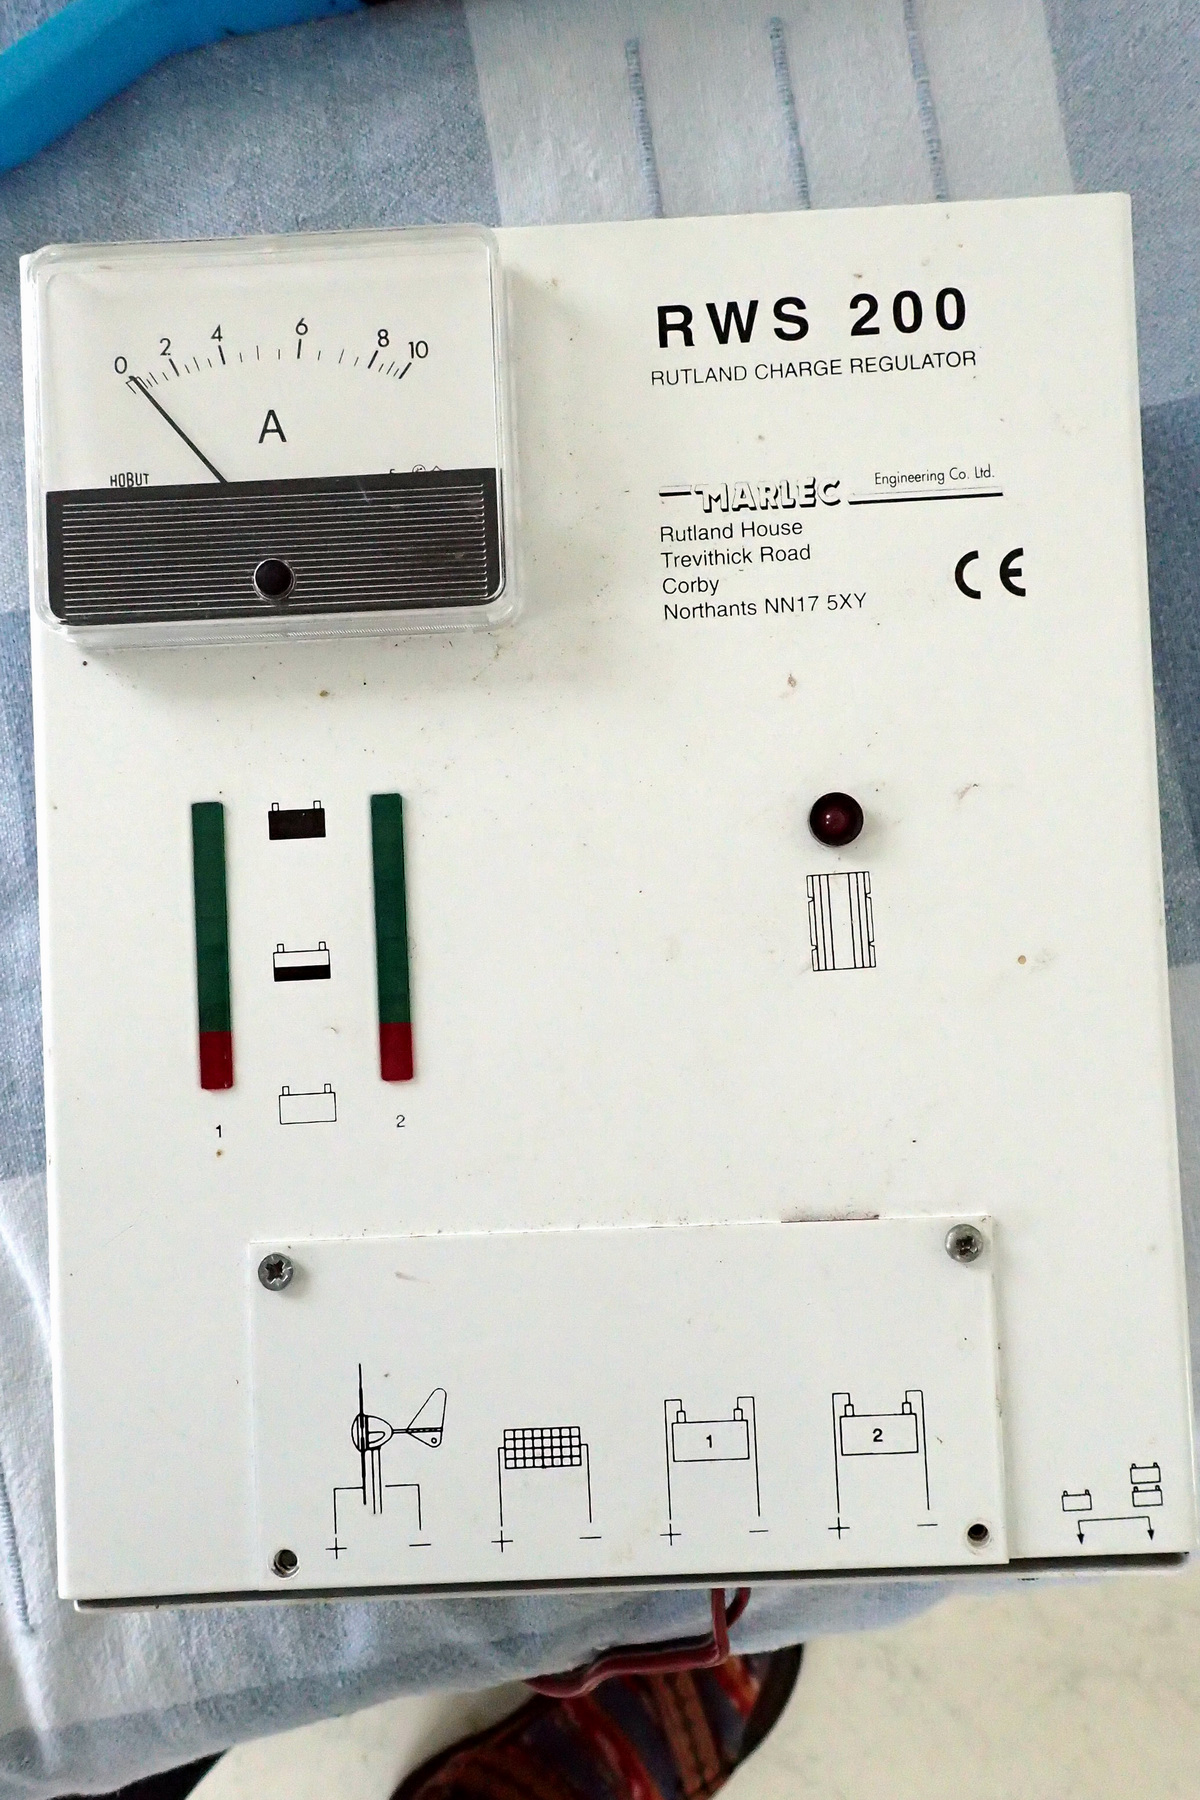 0 2 4 6 8 10
A
HOBUT
RWS 200
RUTLAND CHARGE REGULATOR
MARLEC Engineering Co. Ltd.
Rutland House
Trevithick Road
Corby
Northants NN17 5XY
CE
1 2
1 2
+ − + − + − + −